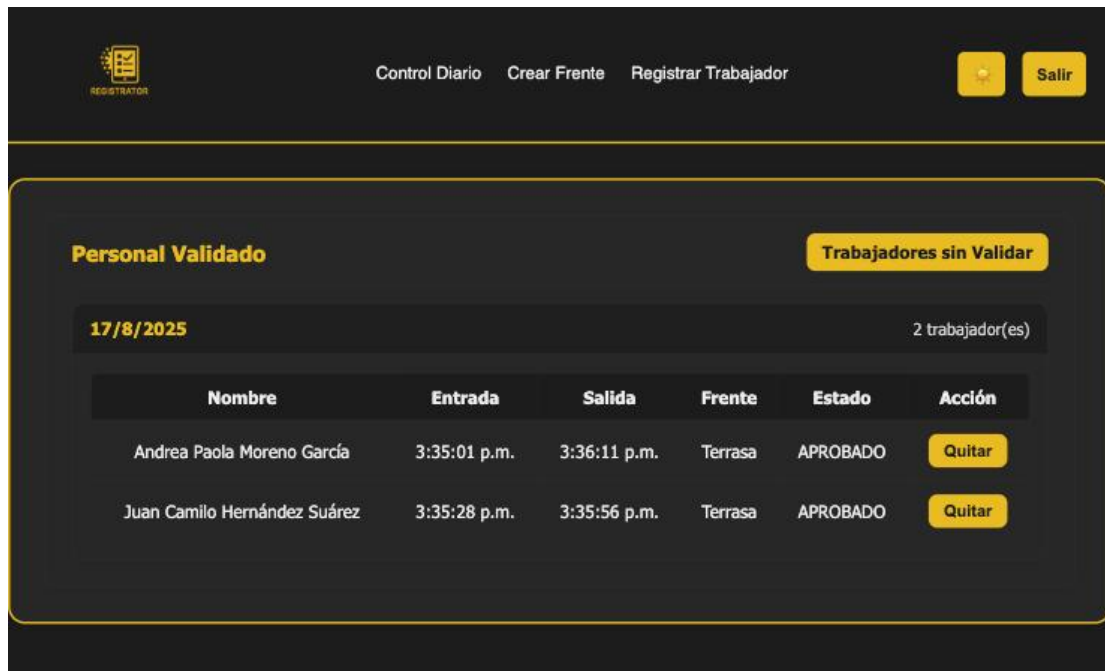 REGISTRATOR
Control Diario Crear Frente Registrar Trabajador
Salir
Personal Validado
Trabajadores sin Validar
17/8/2025
2 trabajador(es)
Nombre Entrada Salida Frente Estado Acción
Andrea Paola Moreno García 3:35:01 p.m. 3:36:11 p.m. Terrasa APROBADO Quitar
Juan Camilo Hernández Suárez 3:35:28 p.m. 3:35:56 p.m. Terrasa APROBADO Quitar